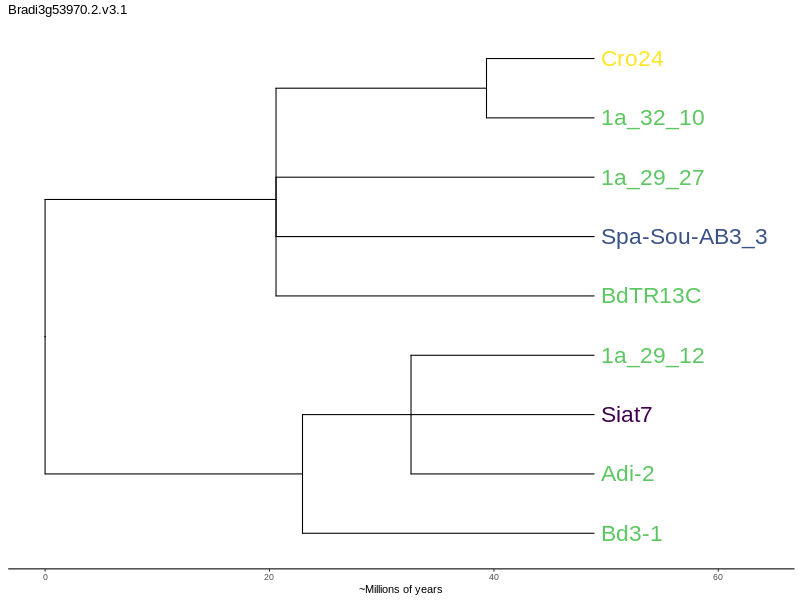 Bradi3g53970.2.v3.1
Cro24
1a_32_10
1a_29_27
Spa-Sou-AB3_3
BdTR13C
1a_29_12
Siat7
Adi-2
Bd3-1
0 20 40 60
~Millions of years